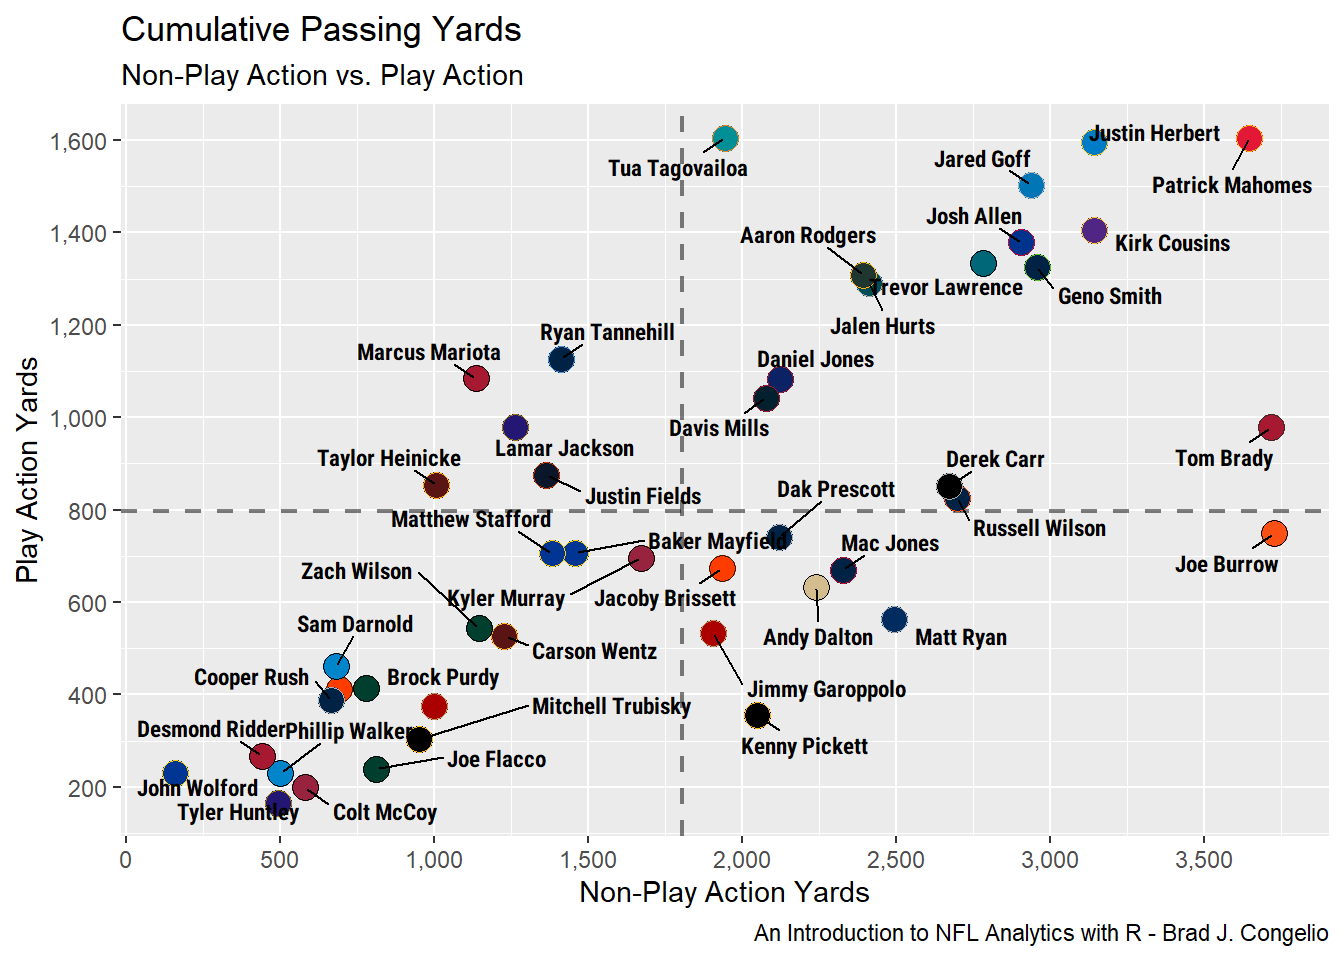 Cumulative Passing Yards
Non-Play Action vs. Play Action
1,600
1,400
1,200
1,000
800
600
400
200
Play Action Yards
Justin Herbert
Tua Tagovailoa
Jared Goff
Patrick Mahomes
Josh Allen
Aaron Rodgers
Kirk Cousins
Trevor Lawrence
Geno Smith
Jalen Hurts
Ryan Tannehill
Marcus Mariota
Daniel Jones
Davis Mills
Lamar Jackson
Taylor Heinicke
Derek Carr
Tom Brady
Justin Fields
Dak Prescott
Matthew Stafford
Russell Wilson
Baker Mayfield
Mac Jones
Joe Burrow
Zach Wilson
Kyler Murray
Jacoby Brissett
Sam Darnold
Andy Dalton
Matt Ryan
Carson Wentz
Cooper Rush
Brock Purdy
Jimmy Garoppolo
Mitchell Trubisky
Desmond Ridder
Phillip Walker
Kenny Pickett
Joe Flacco
John Wolford
Tyler Huntley
Colt McCoy
0
500
1,000
1,500
2,000
2,500
3,000
3,500
Non-Play Action Yards
An Introduction to NFL Analytics with R - Brad J. Congelio